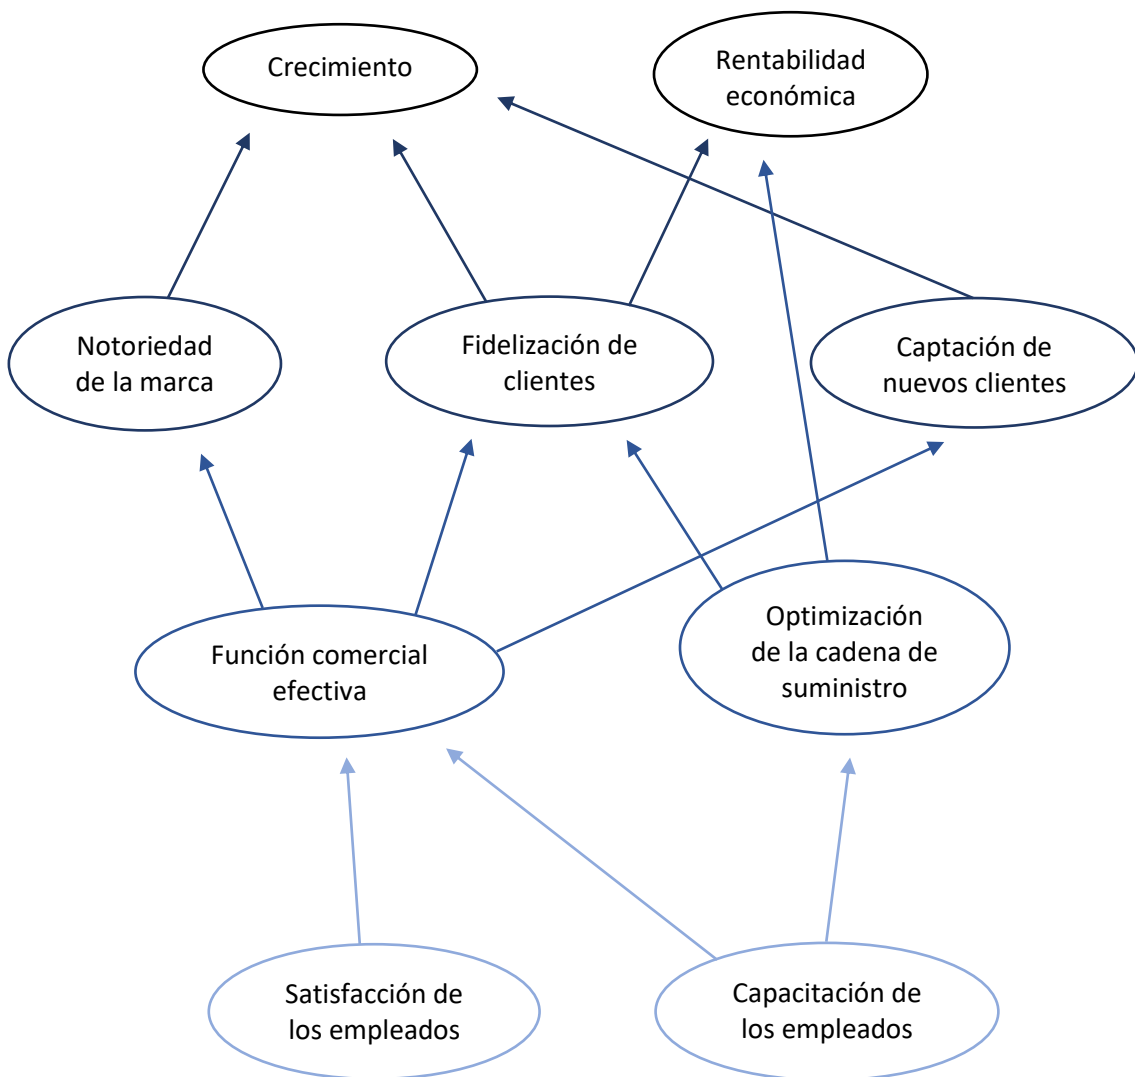 Crecimiento
Rentabilidad
económica
Notoriedad
de la marca
Fidelización de
clientes
Captación de
nuevos clientes
Función comercial
efectiva
Optimización
de la cadena de
suministro
Satisfacción de
los empleados
Capacitación de
los empleados